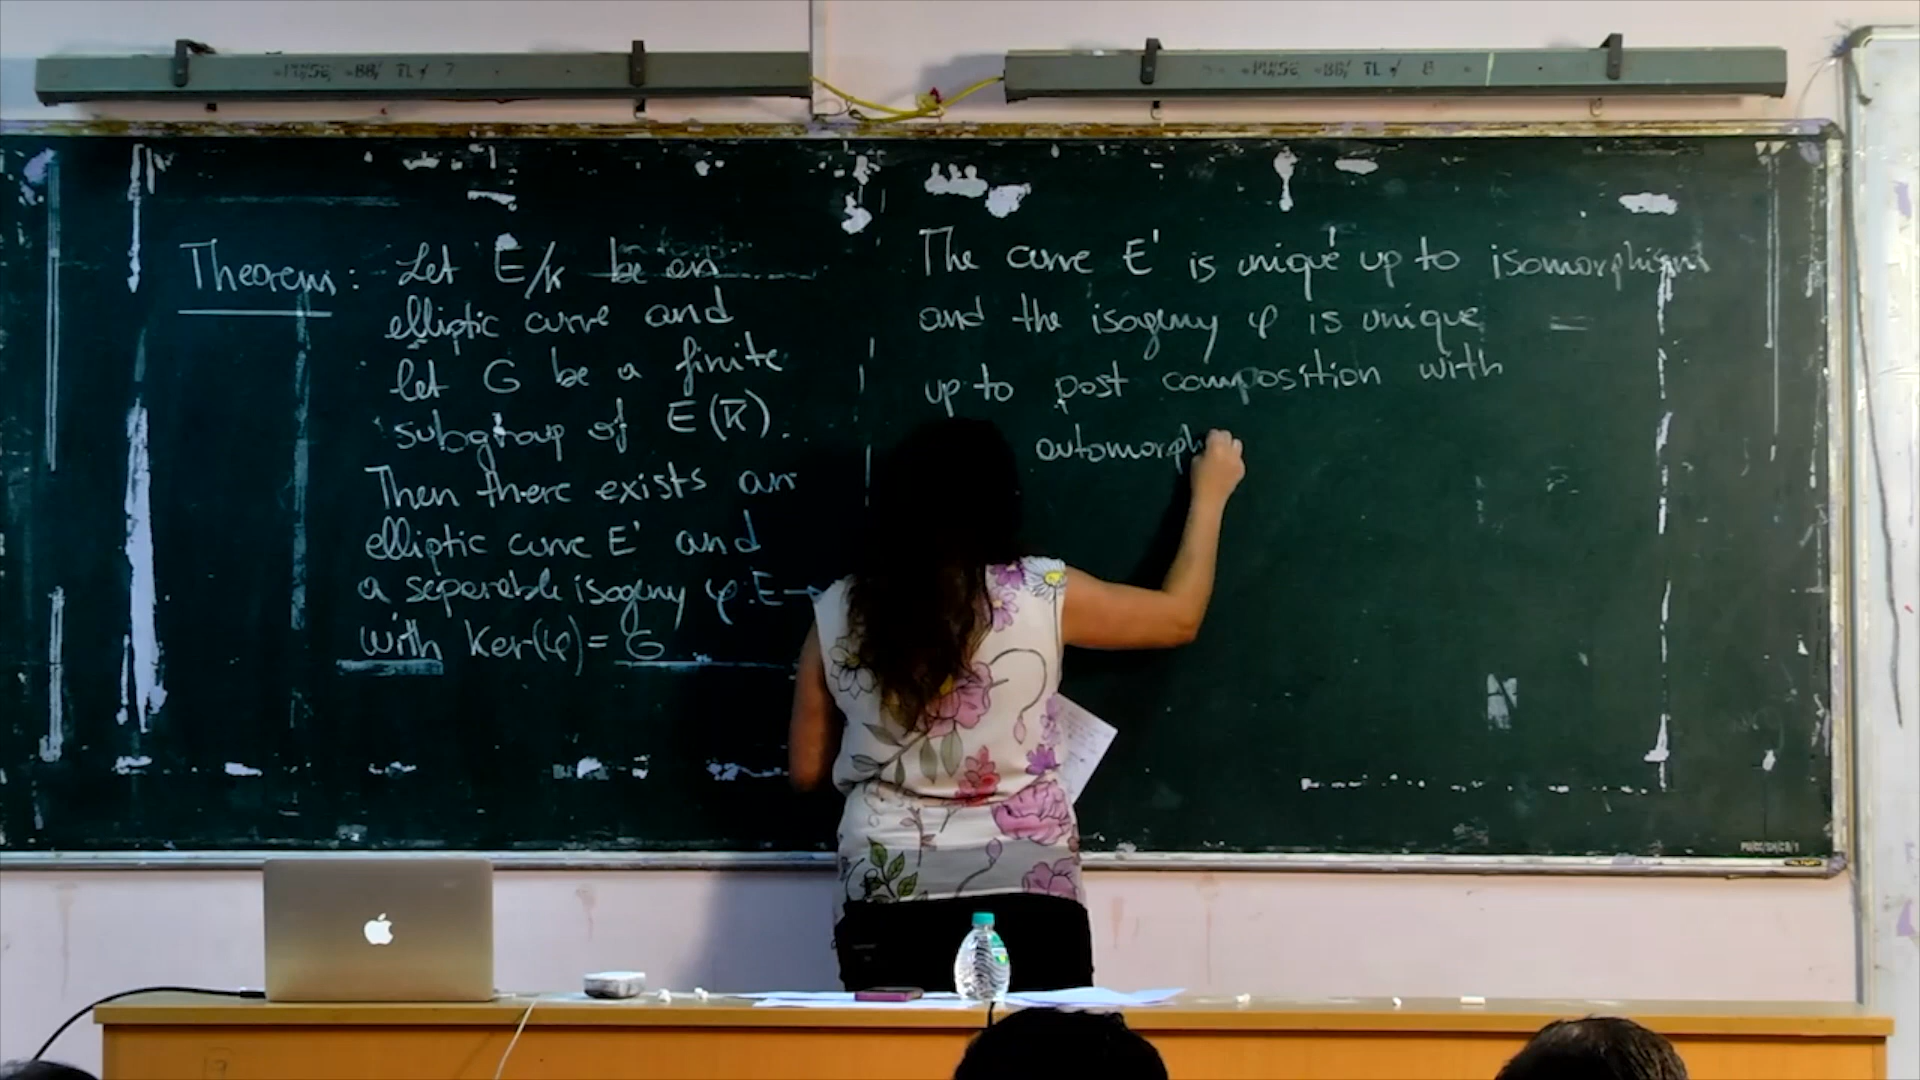 Theorem: Let E/K be an
elliptic curve and
let G be a finite
subgroup of E(K̅).
Then there exists an
elliptic curve E' and
a separable isogeny φ: E →
with Ker(φ) = G
The curve E' is unique up to isomorphism
and the isogeny φ is unique
up to post composition with
automorph